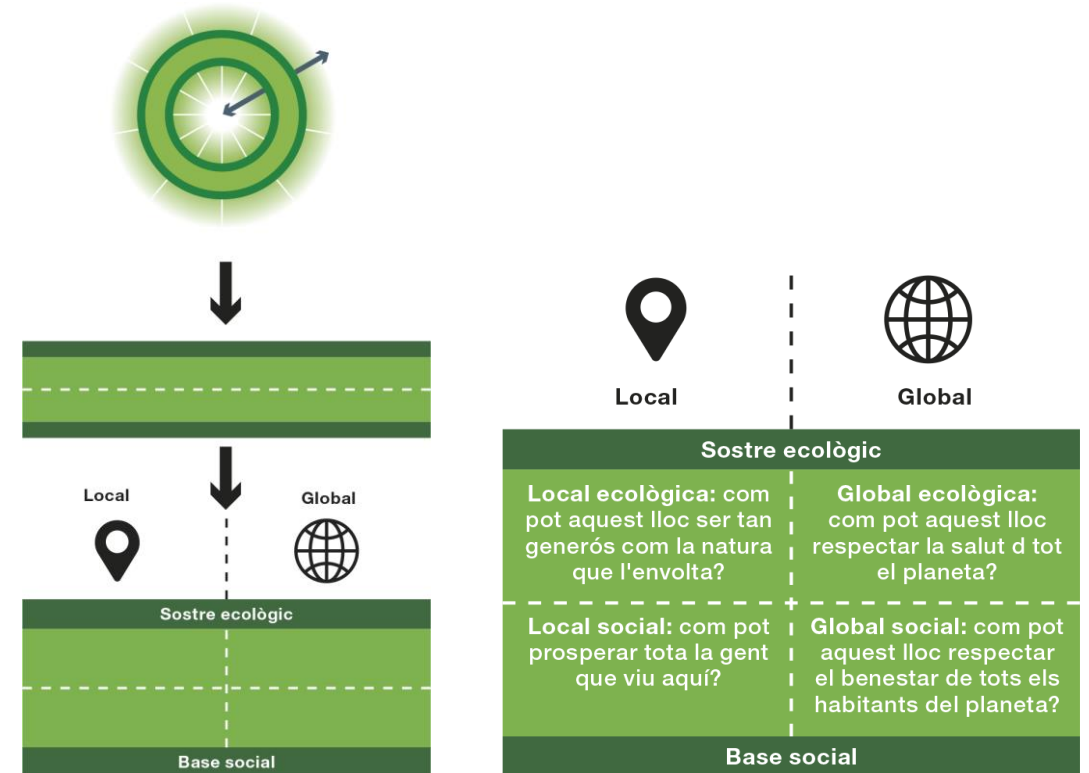 Local
Global
Sostre ecològic
Base social
Local
Global
Sostre ecològic
Local ecològica: com
pot aquest lloc ser tan
generós com la natura
que l'envolta?
Global ecològica:
com pot aquest lloc
respectar la salut d tot
el planeta?
Local social: com pot
prosperar tota la gent
que viu aquí?
Global social: com pot
aquest lloc respectar
el benestar de tots els
habitants del planeta?
Base social